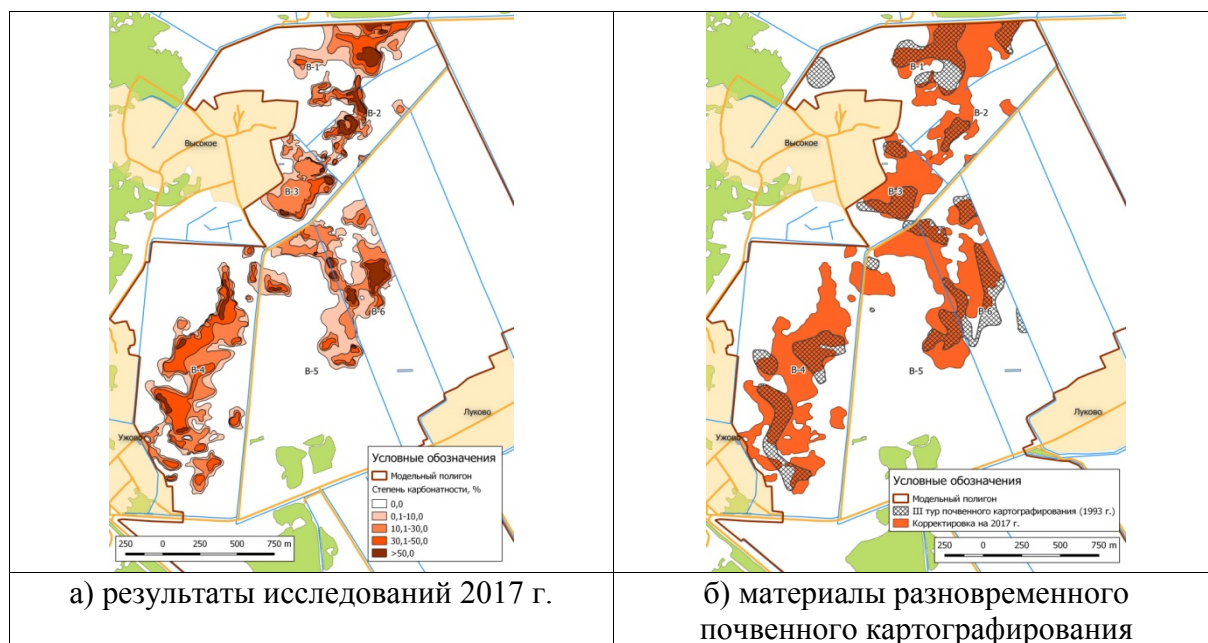 В-1
В-2
Высокое
В-3
В-6
В-4
В-5
Луково
Ужово
Условные обозначения
Модельный полигон
Степень карбонатности, %
0,0
0,1-10,0
10,1-30,0
30,1-50,0
>50,0
250 0 250 500 750 m
а) результаты исследований 2017 г.
В-1
В-2
Высокое
В-3
В-6
В-4
В-5
Луково
Ужово
Условные обозначения
Модельный полигон
III тур почвенного картографирования (1993 г.)
Корректировка на 2017 г.
250 0 250 500 750 m
б) материалы разновременного
почвенного картографирования